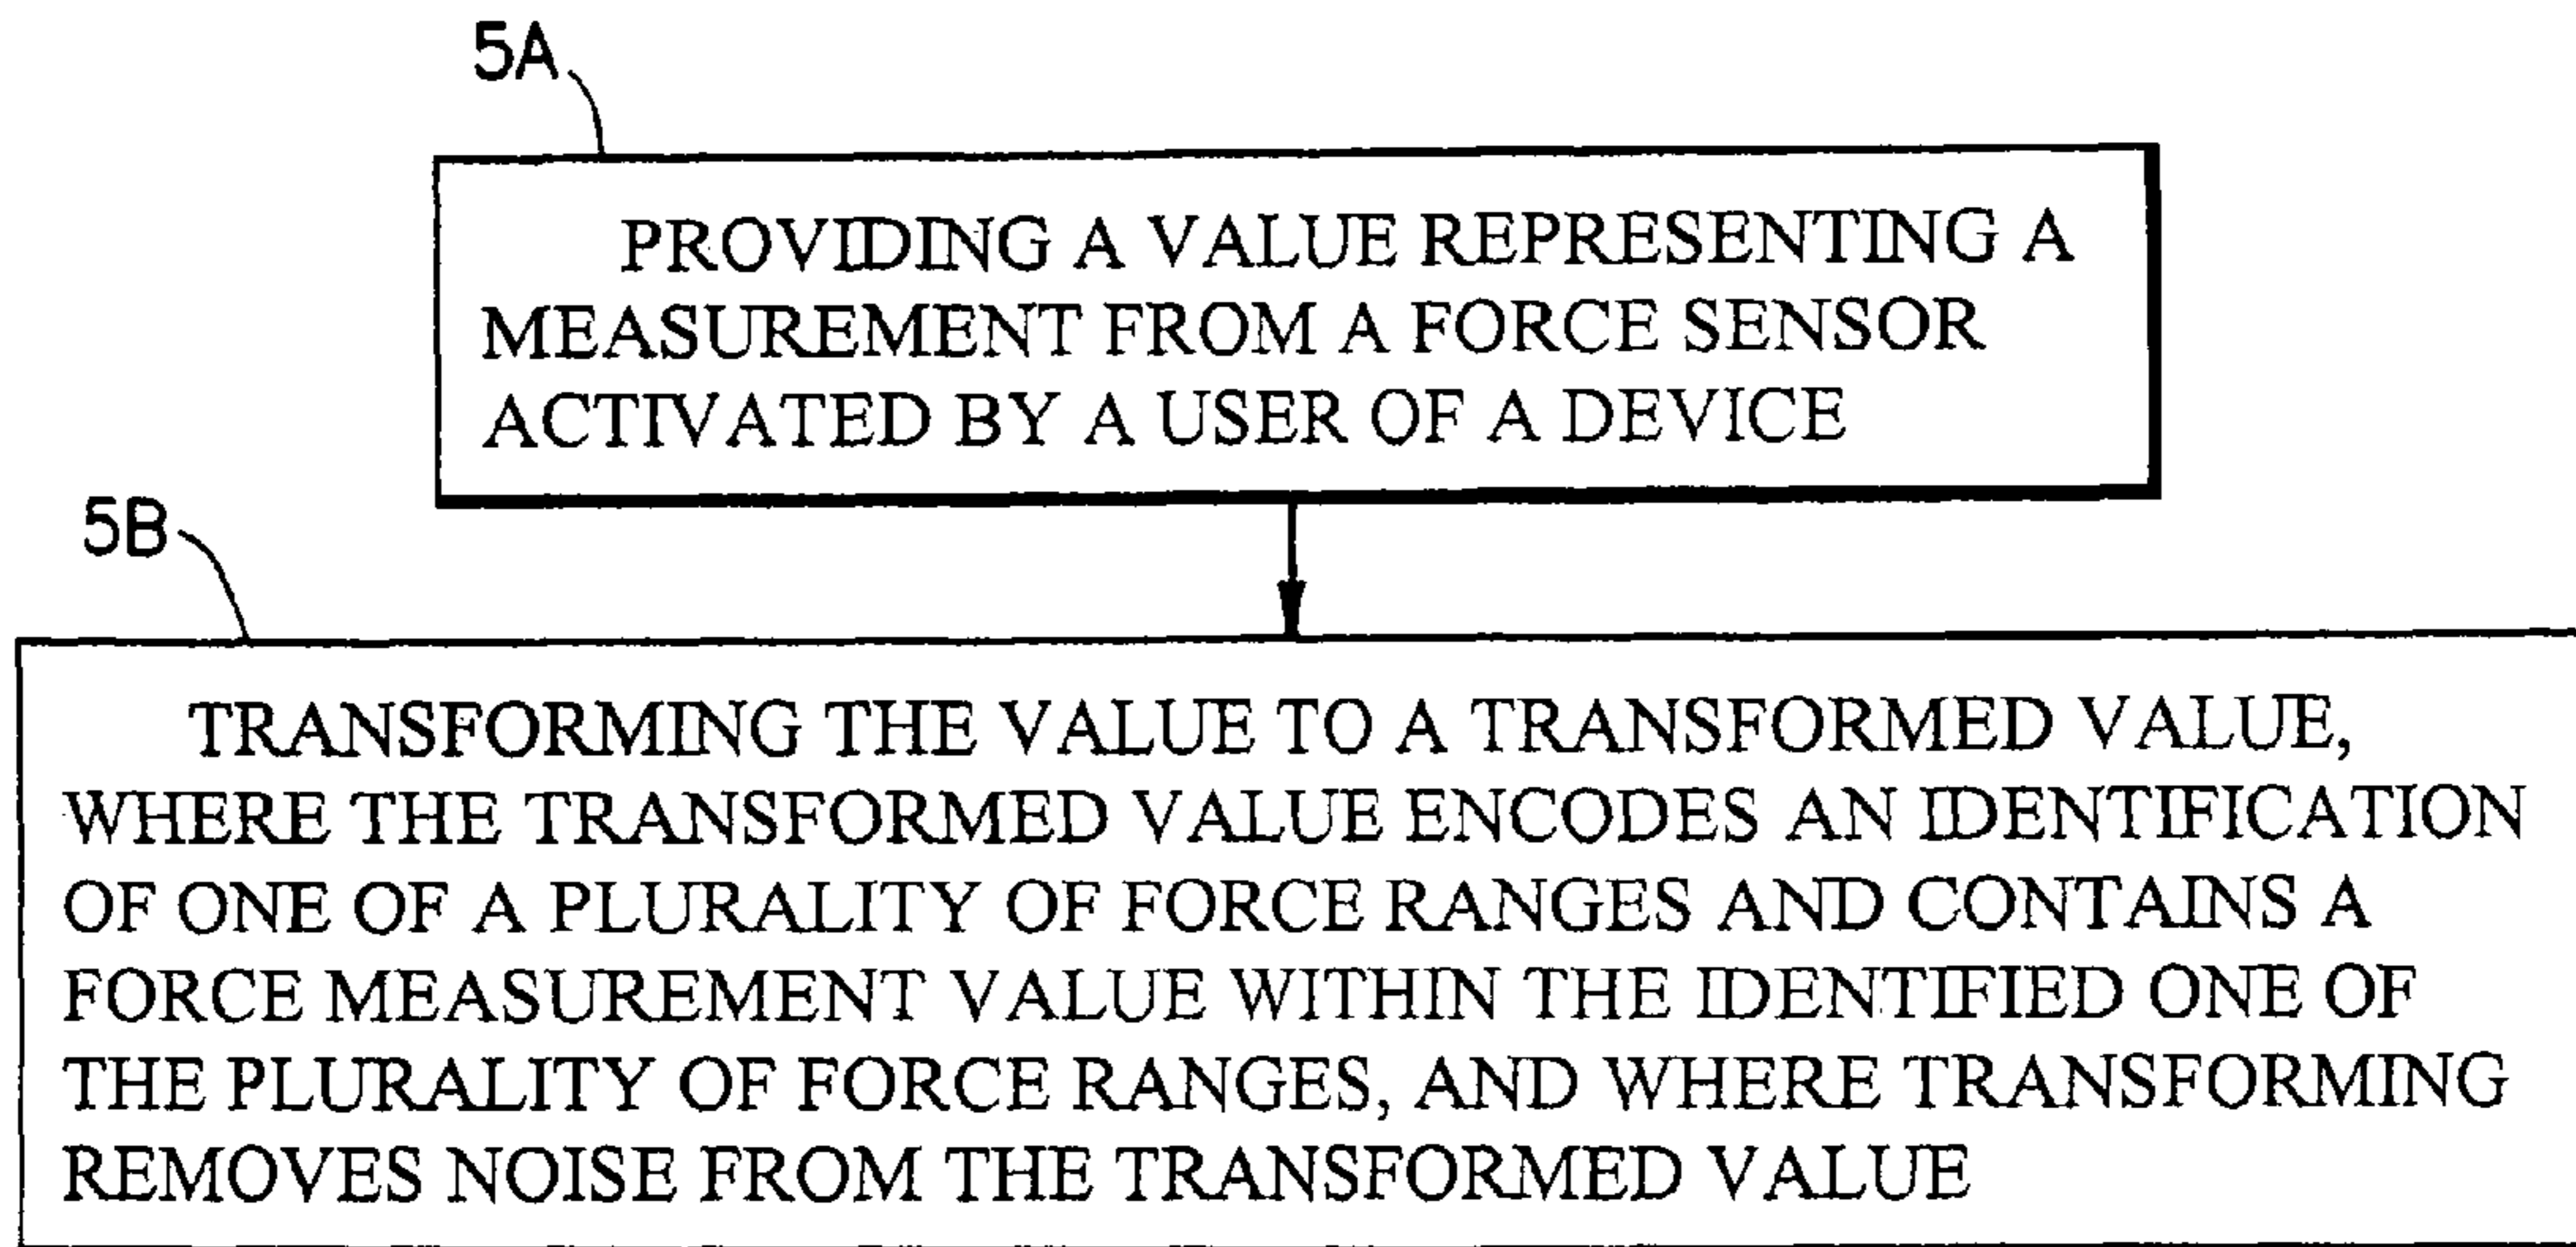 5A
PROVIDING A VALUE REPRESENTING A
MEASUREMENT FROM A FORCE SENSOR
ACTIVATED BY A USER OF A DEVICE
5B
TRANSFORMING THE VALUE TO A TRANSFORMED VALUE,
WHERE THE TRANSFORMED VALUE ENCODES AN IDENTIFICATION
OF ONE OF A PLURALITY OF FORCE RANGES AND CONTAINS A
FORCE MEASUREMENT VALUE WITHIN THE IDENTIFIED ONE OF
THE PLURALITY OF FORCE RANGES, AND WHERE TRANSFORMING
REMOVES NOISE FROM THE TRANSFORMED VALUE